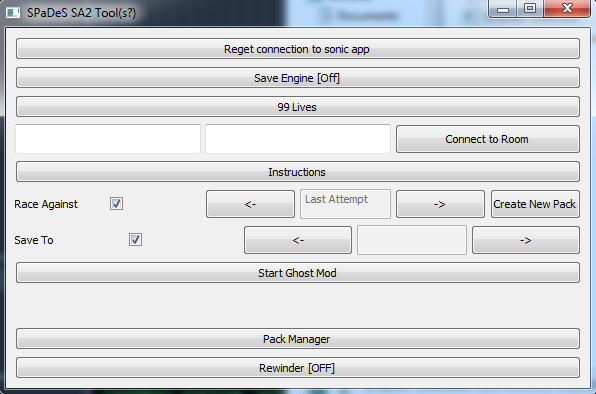 SPaDeS SA2 Tool(s?)
Documents
Reget connection to sonic app
Save Engine [Off]
99 Lives
Connect to Room
Instructions
Race Against
<-
Last Attempt
->
Create New Pack
Save To
<-
->
Start Ghost Mod
Pack Manager
Rewinder [OFF]